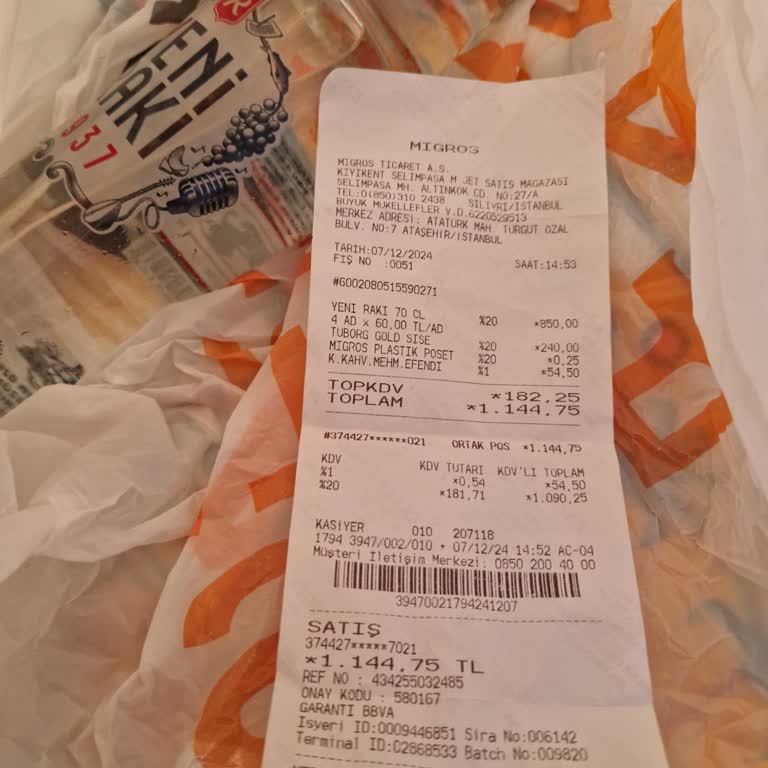 YENİ
RAKI
1937
MIGROS
MIGROS TICARET A.S.
KIYIKENT SELIMPASA M JET SATIS MAGAZASI
SELIMPASA MH. ALTINKOK CD. NO:27/A
TEL:0(850)310 2438 SILIVRI/ISTANBUL
BUYUK MUKELLEFLER V.D.6220529513
MERKEZ ADRESI: ATATURK MAH. TURGUT OZAL
BULV. NO:7 ATAŞEHİR/İSTANBUL
TARIH:07/12/2024
FIŞ NO :0051 SAAT:14:53
#6002080515590271
YENI RAKI 70 CL %20 *850,00
4 AD x 60,00 TL/AD
TUBORG GOLD SISE %20 *240,00
MIGROS PLASTIK POSET %20 *0,25
K.KAHV.MEHM.EFENDI %1 *54,50
TOPKDV *182,25
TOPLAM *1.144,75
#374427******021 ORTAK POS *1.144,75
KDV KDV TUTARI KDV'LI TOPLAM
%1 *0,54 *54,50
%20 *181,71 *1.090,25
KASİYER 010 207118
1794 3947/002/010 + 07/12/24 14:52 AC-04
Müşteri İletişim Merkezi: 0850 200 40 00
39470021794241207
SATIŞ
374427*****7021
*1.144,75 TL
REF NO : 434255032485
ONAY KODU : 580167
GARANTI BBVA
Isyeri ID:0009446851 Sira No:006142
Terminal ID:02868533 Batch No:009820